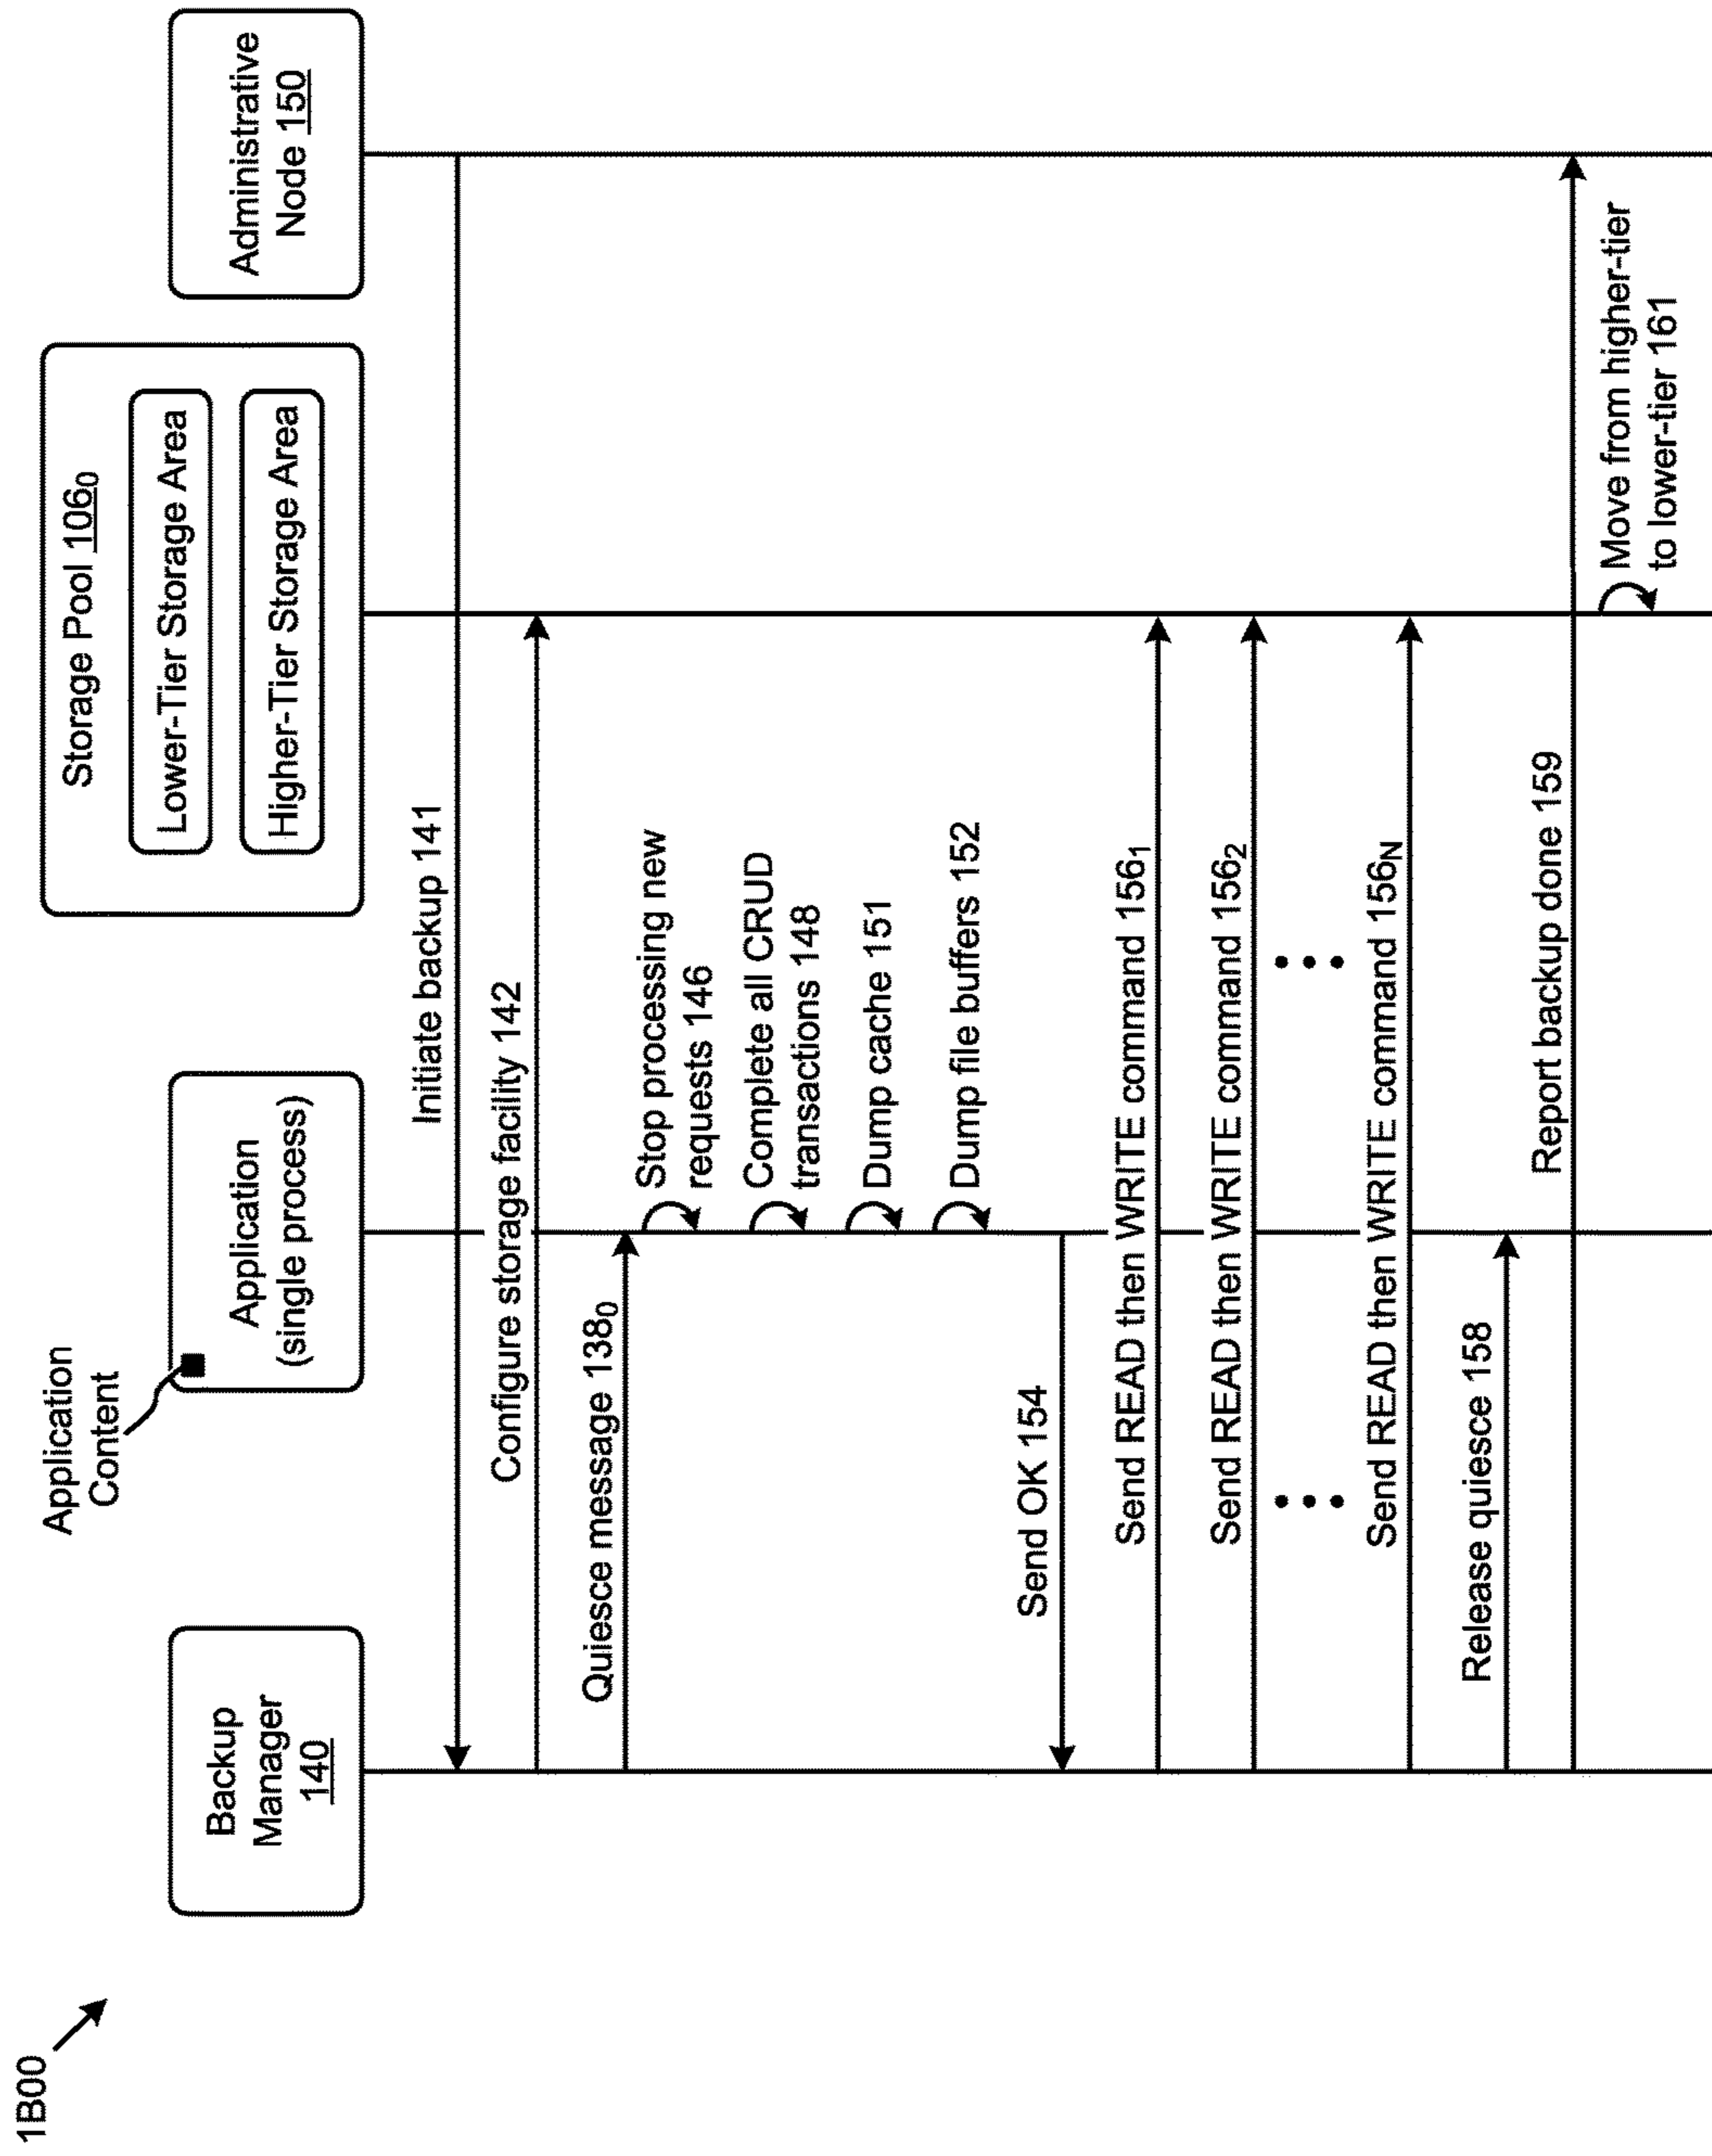 1B00
Backup
Manager
140
Application
Content
Application
(single process)
Storage Pool 106₀
Lower-Tier Storage Area
Higher-Tier Storage Area
Administrative
Node 150
Initiate backup 141
Configure storage facility 142
Quiesce message 138₀
Stop processing new
requests 146
Complete all CRUD
transactions 148
Dump cache 151
Dump file buffers 152
Send OK 154
Send READ then WRITE command 156₁
Send READ then WRITE command 156₂
Send READ then WRITE command 156N
Release quiesce 158
Report backup done 159
Move from higher-tier
to lower-tier 161